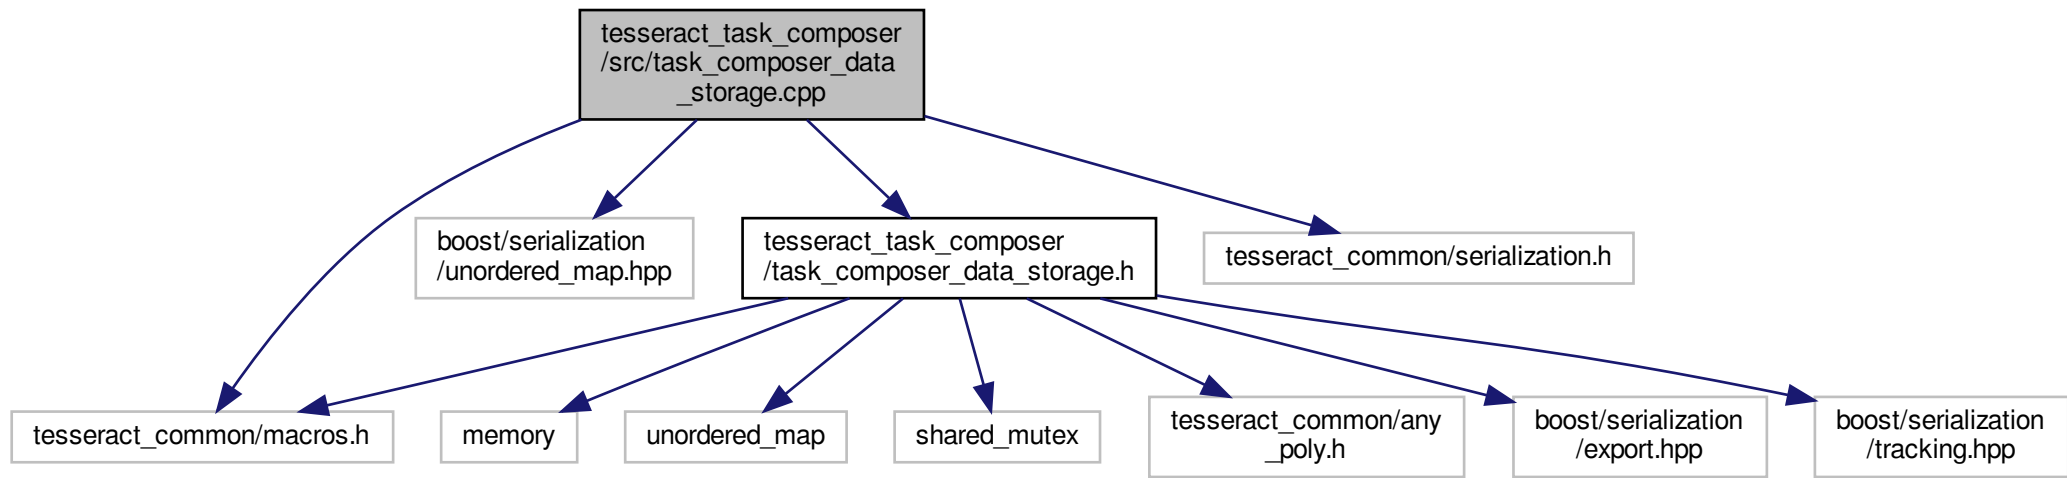 tesseract_task_composer
/src/task_composer_data
_storage.cpp
boost/serialization
/unordered_map.hpp
tesseract_task_composer
/task_composer_data_storage.h
tesseract_common/serialization.h
tesseract_common/macros.h
memory
unordered_map
shared_mutex
tesseract_common/any
_poly.h
boost/serialization
/export.hpp
boost/serialization
/tracking.hpp